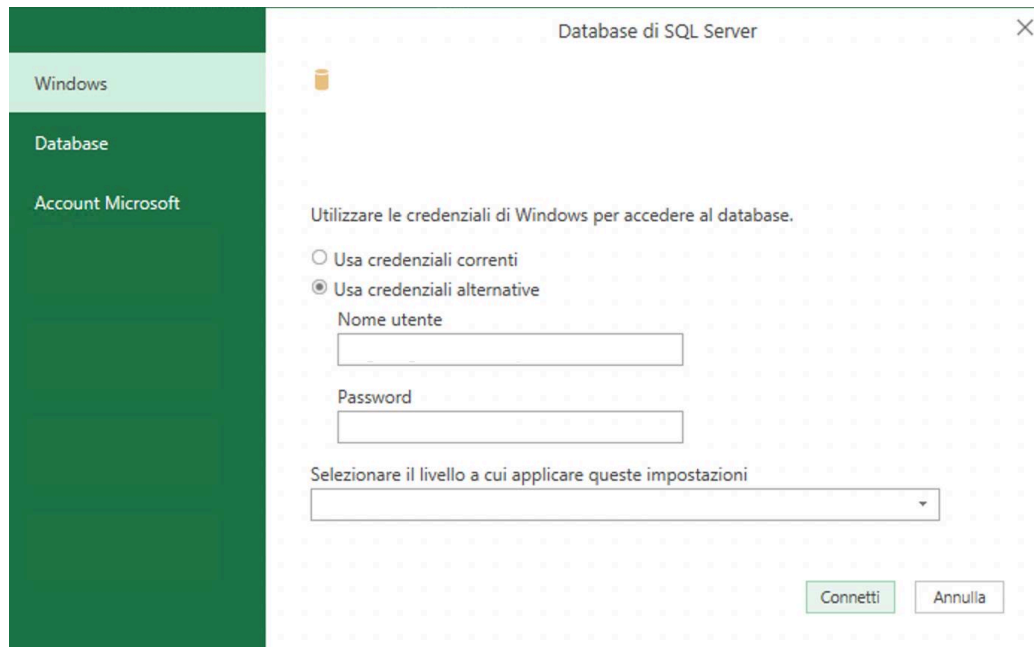 Database di SQL Server
Windows
Database
Account Microsoft
Utilizzare le credenziali di Windows per accedere al database.
Usa credenziali correnti
Usa credenziali alternative
Nome utente
Password
Selezionare il livello a cui applicare queste impostazioni
Connetti
Annulla